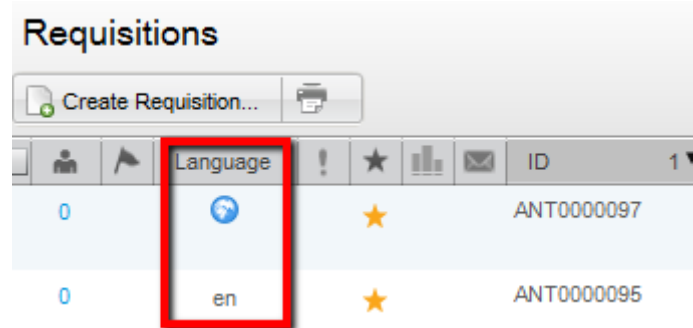 Requisitions
Create Requisition...
Language ! ID 1
0 ANT0000097
0 en ANT0000095